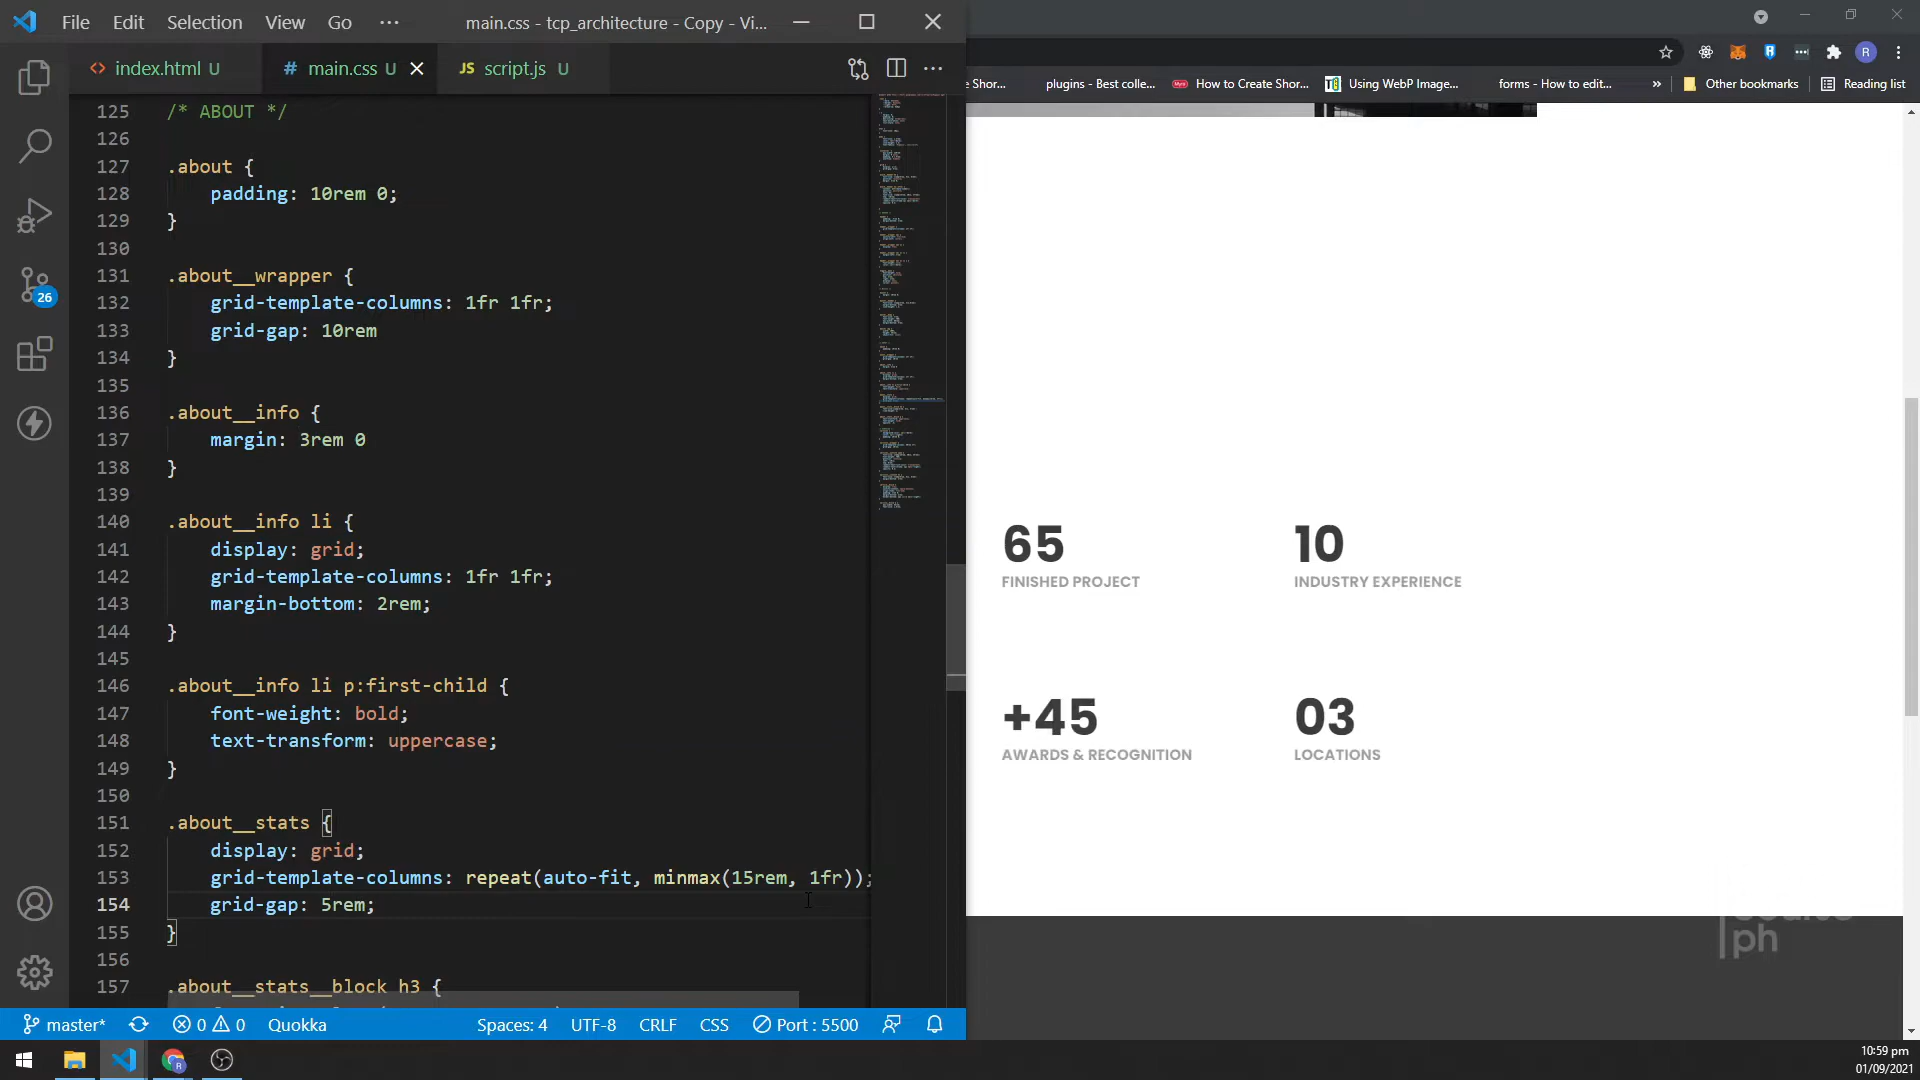 File Edit Selection View Go ··· main.css - tcp_architecture - Copy - Vi...
<> index.html U # main.css U × JS script.js U ···
125 /* ABOUT */
126
127 .about {
128 padding: 10rem 0;
129 }
130
131 .about__wrapper {
132 grid-template-columns: 1fr 1fr;
133 grid-gap: 10rem
134 }
135
136 .about__info {
137 margin: 3rem 0
138 }
139
140 .about__info li {
141 display: grid;
142 grid-template-columns: 1fr 1fr;
143 margin-bottom: 2rem;
144 }
145
146 .about__info li p:first-child {
147 font-weight: bold;
148 text-transform: uppercase;
149 }
150
151 .about__stats {
152 display: grid;
153 grid-template-columns: repeat(auto-fit, minmax(15rem, 1fr));
154 grid-gap: 5rem;
155 }
156
157 .about__stats__block h3 {
26
master* 0 0 Quokka Spaces: 4 UTF-8 CRLF CSS Port : 5500
R
e Shor... plugins - Best colle... How to Create Shor... Using WebP Image... forms - How to edit... » Other bookmarks Reading list
65
FINISHED PROJECT
10
INDUSTRY EXPERIENCE
+45
AWARDS & RECOGNITION
03
LOCATIONS
ph
10:59 pm
01/09/2021